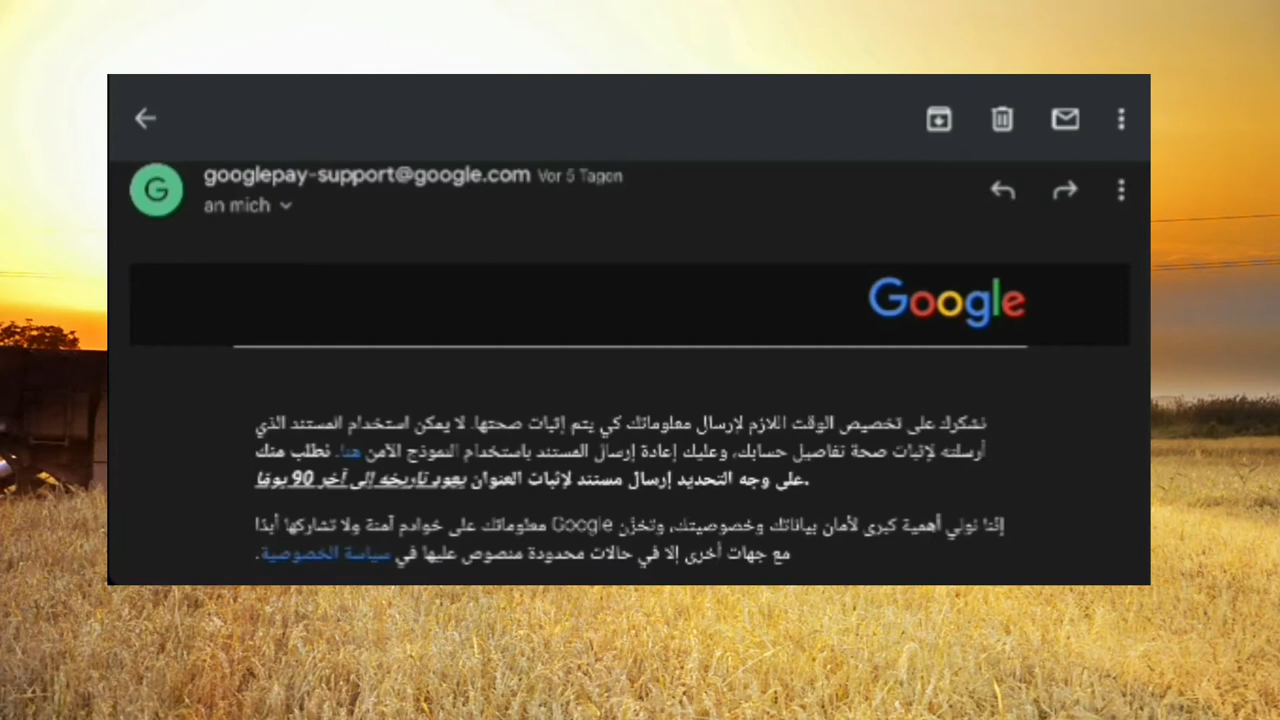 googlepay-support@google.com Vor 5 Tagen
an mich
Google
نشكرك على تخصيص الوقت اللازم لإرسال معلوماتك كي يتم إثبات صحتها. لا يمكن استخدام المستند الذي
أرسلته لإثبات صحة تفاصيل حسابك، وعليك إعادة إرسال المستند باستخدام النموذج الآمن هنا. نطلب منك
على وجه التحديد إرسال مستند لإثبات العنوان يعود تاريخه إلى آخر 90 يومًا.
إننا نولي أهمية كبرى لأمان بياناتك وخصوصيتك، وتخزّن Google معلوماتك على خوادم آمنة ولا تشاركها أبدًا
مع جهات أخرى إلا في حالات محدودة منصوص عليها في سياسة الخصوصية.